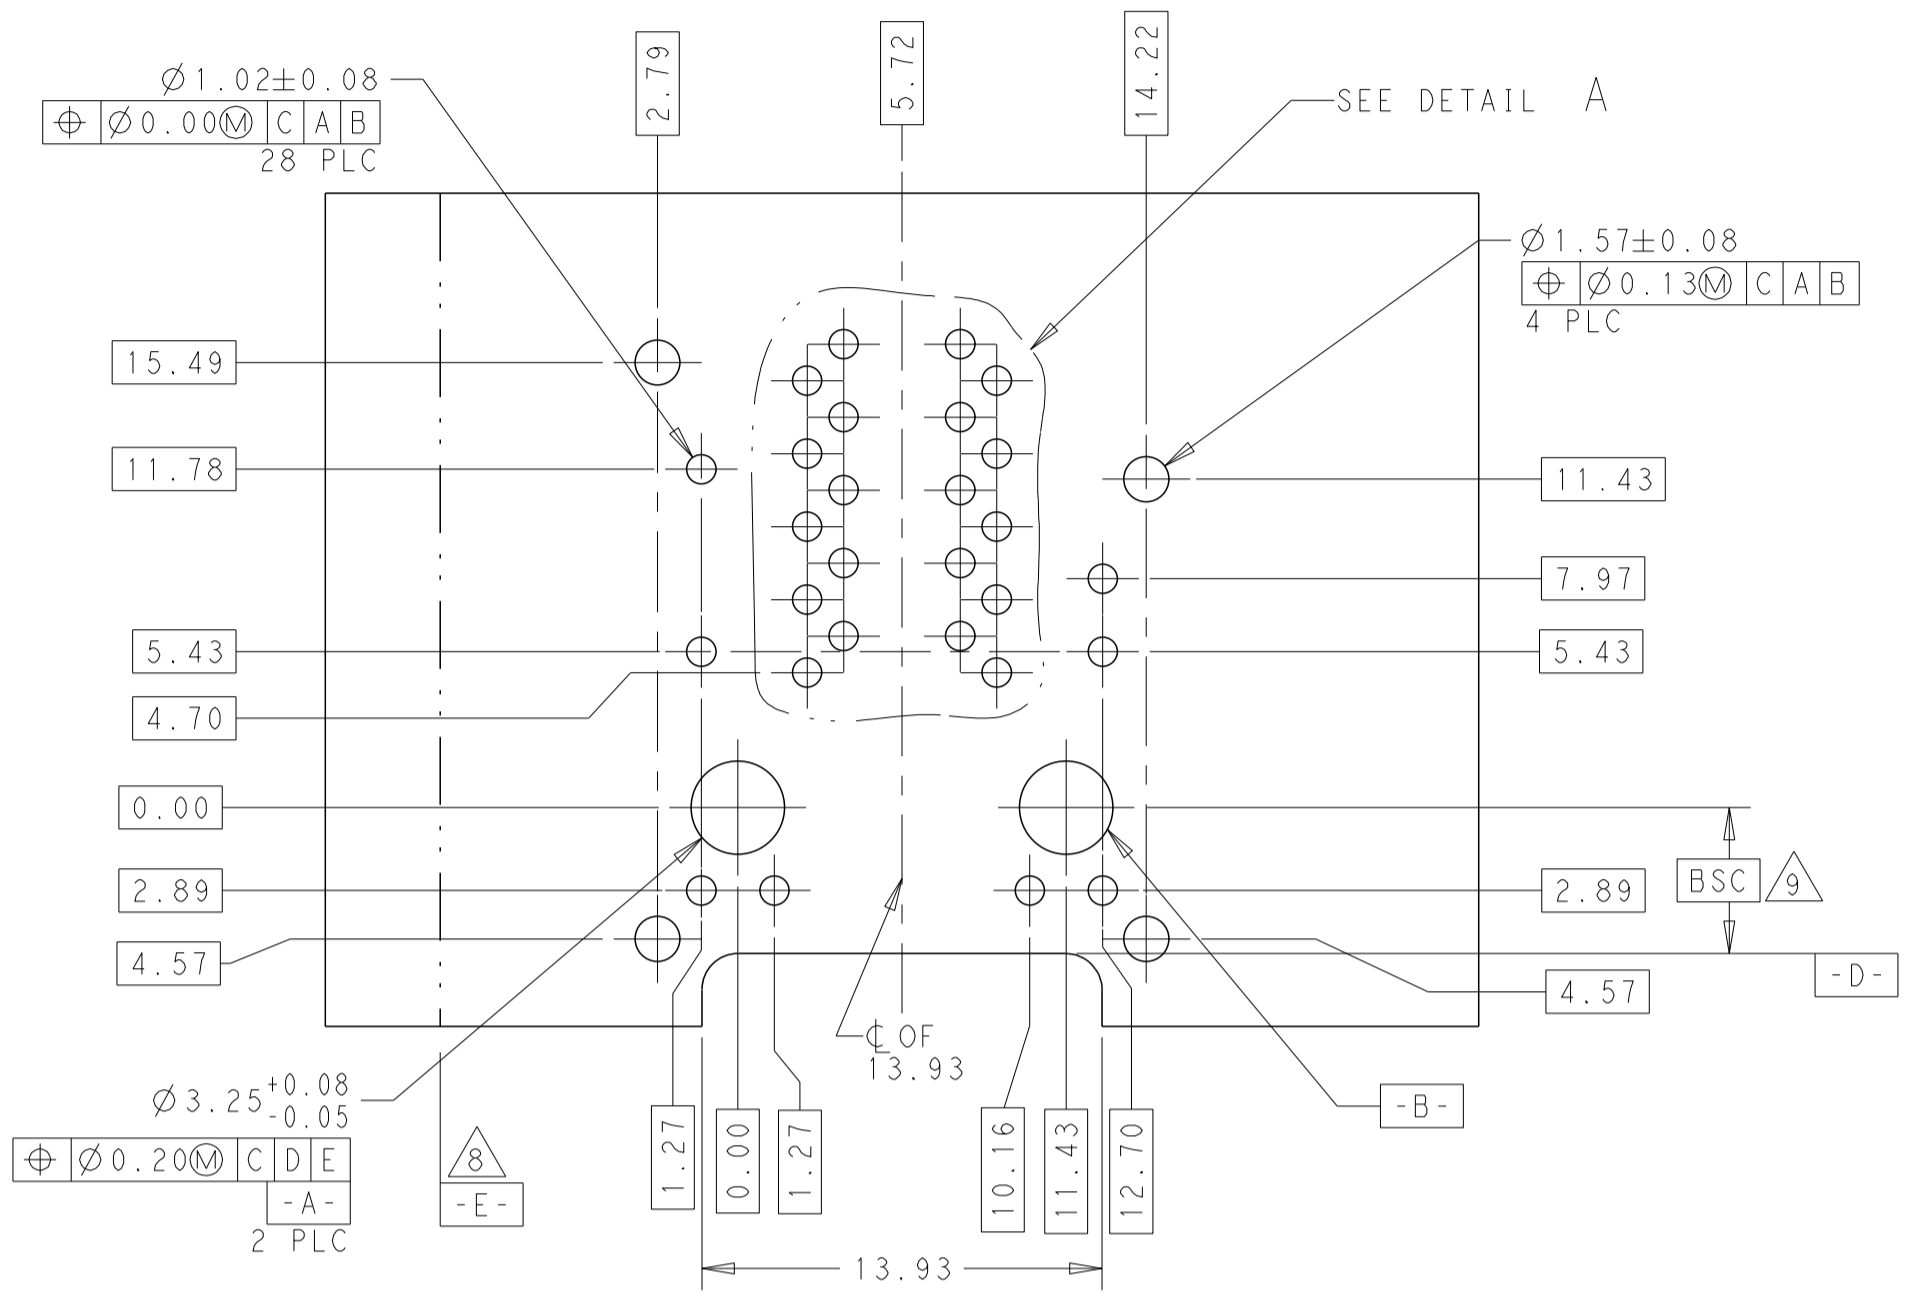 2.79
5.72
14.22
Ø1.02±0.08
⌖ Ø0.00Ⓜ C A B
28 PLC
SEE DETAIL A
Ø1.57±0.08
⌖ Ø0.13Ⓜ C A B
4 PLC
15.49
11.78
11.43
7.97
5.43
5.43
4.70
0.00
2.89
BSC 9
2.89
4.57
-D-
4.57
℄ OF
13.93
Ø3.25 +0.08
-0.05
⌖ Ø0.20Ⓜ C D E
-A-
2 PLC
8
-E-
1.27
0.00
1.27
10.16
11.43
12.70
-B-
13.93